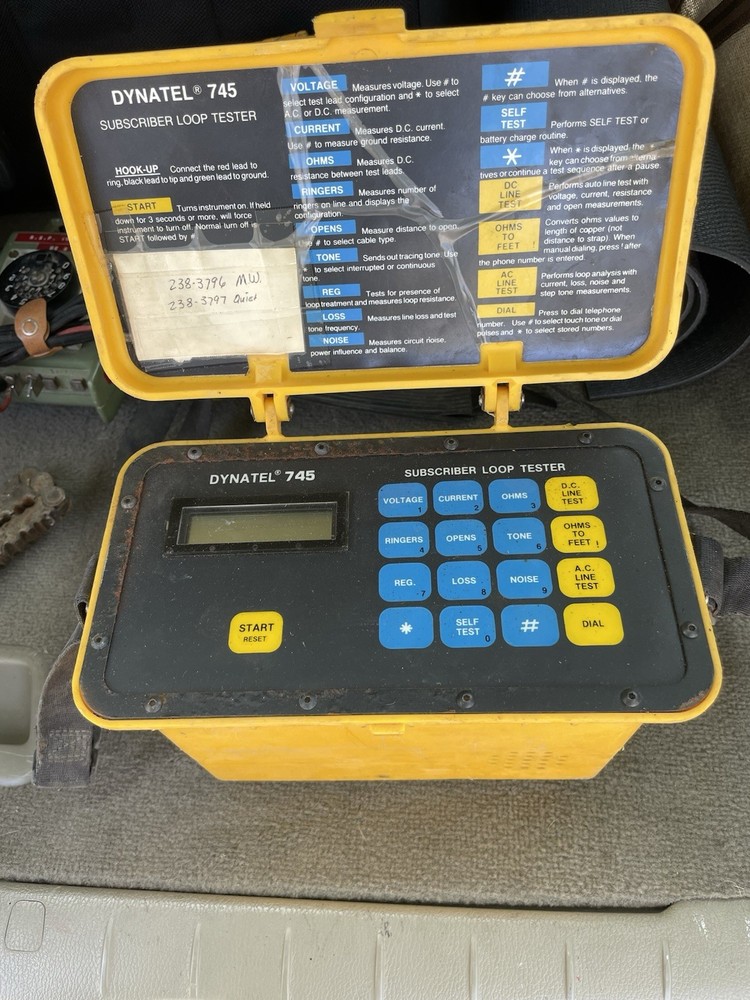 DYNATEL® 745
SUBSCRIBER LOOP TESTER
HOOK-UP Connect the red lead to
ring, black lead to tip and green lead to ground.
START Turns instrument on. If held
down for 3 seconds or more, will force
instrument to turn off. Normal turn off is
START followed by
238-3796 M.W.
238-3797 Quiet
VOLTAGE Measures voltage. Use # to
select test lead configuration and * to select
A.C. or D.C. measurement.
CURRENT Measures D.C. current.
Use # to measure ground resistance.
OHMS Measures D.C.
resistance between test leads.
RINGERS Measures number of
ringers on line and displays the
configuration.
OPENS Measure distance to open.
Use # to select cable type.
TONE Sends out tracing tone. Use
* to select interrupted or continuous
tone.
REG Tests for presence of
loop treatment and measures loop resistance.
LOSS Measures line loss and test
tone frequency.
NOISE Measures circuit noise,
power influence and balance.
# When # is displayed, the
# key can choose from alternatives.
SELF
TEST Performs SELF TEST or
battery charge routine.
* When * is displayed, the *
key can choose from alterna-
tives or continue a test sequence after a pause.
DC
LINE
TEST Performs auto line test with
voltage, current, resistance
and open measurements.
OHMS
TO
FEET ! Converts ohms values to
length of copper (not
distance to strap). When
manual dialing, press ! after
the phone number is entered.
AC
LINE
TEST Performs loop analysis with
current, loss, noise and
step tone measurements.
DIAL Press to dial telephone
number. Use # to select touch tone or dial
pulses and * to select stored numbers.
DYNATEL® 745
SUBSCRIBER LOOP TESTER
VOLTAGE 1 CURRENT 2 OHMS 3 D.C. LINE TEST
RINGERS 4 OPENS 5 TONE 6 OHMS TO FEET !
REG. 7 LOSS 8 NOISE 9 A.C. LINE TEST
* SELF TEST 0 # DIAL
START
RESET